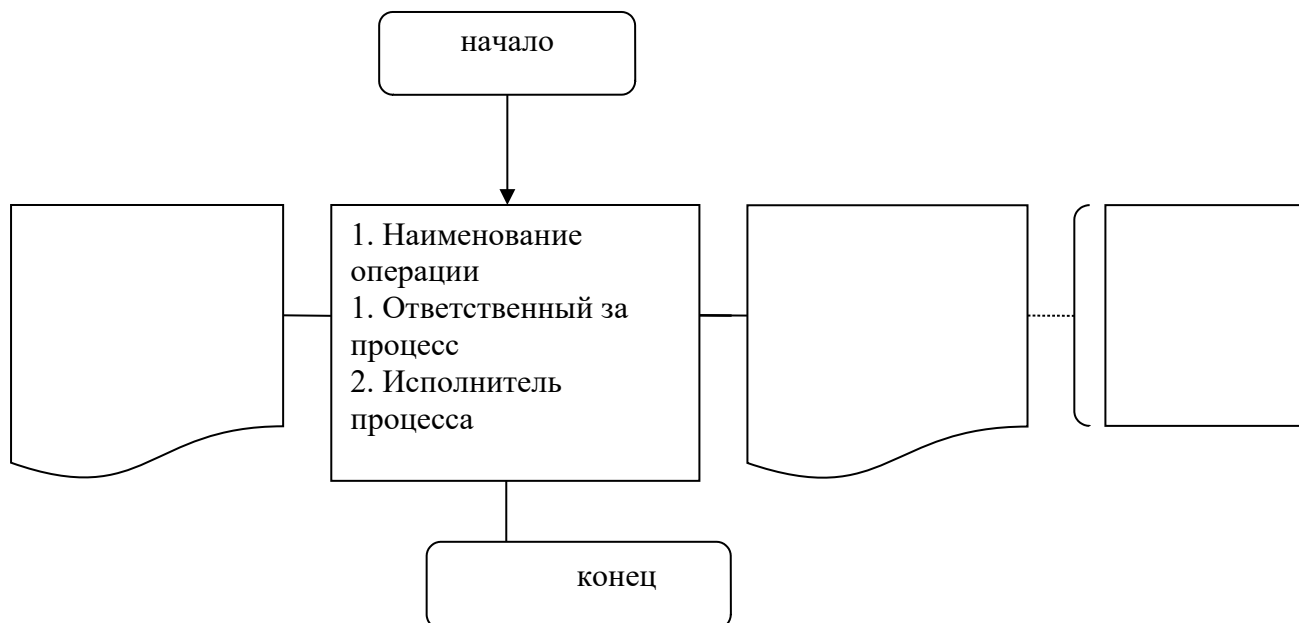 начало
1. Наименование
операции
1. Ответственный за
процесс
2. Исполнитель
процесса
конец